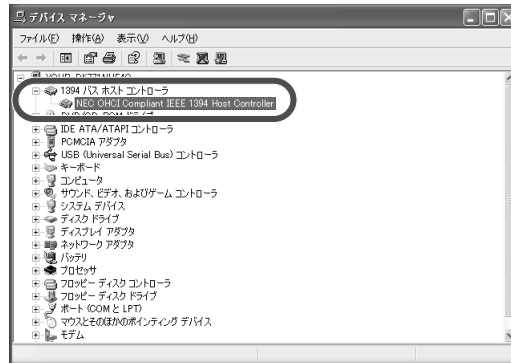 デバイス マネージャ
ファイル(F) 操作(A) 表示(V) ヘルプ(H)
1394 バス ホスト コントローラ
NEC OHCI Compliant IEEE 1394 Host Controller
IDE ATA/ATAPI コントローラ
PCMCIA アダプタ
USB (Universal Serial Bus) コントローラ
キーボード
コンピュータ
サウンド、ビデオ、およびゲーム コントローラ
システム デバイス
ディスク ドライブ
ディスプレイ アダプタ
ネットワーク アダプタ
バッテリ
プロセッサ
フロッピー ディスク コントローラ
フロッピー ディスク ドライブ
ポート (COM と LPT)
マウスとそのほかのポインティング デバイス
モデム